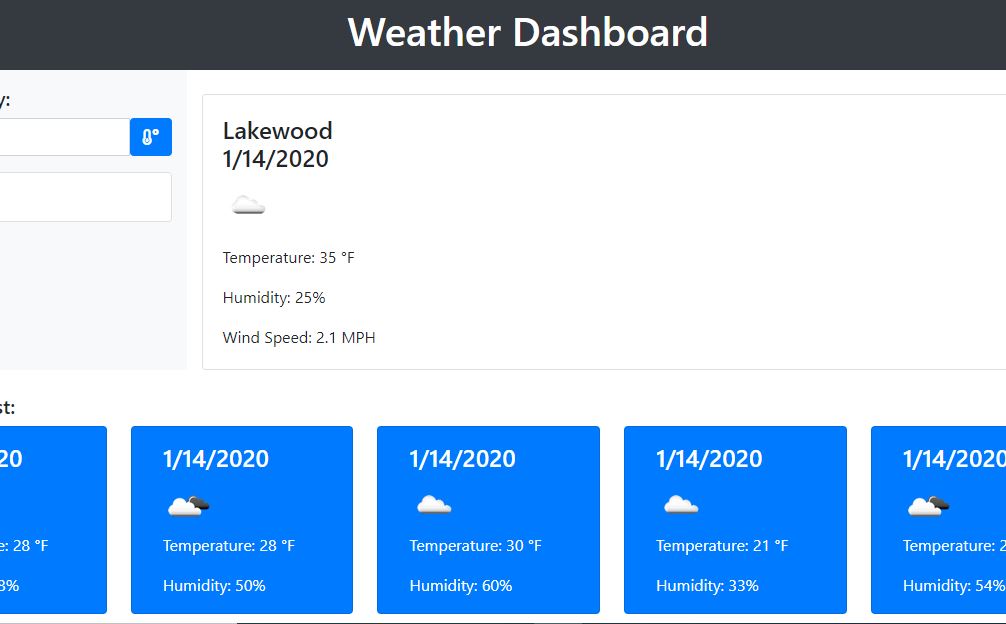 Weather Dashboard
y:
Lakewood
1/14/2020
Temperature: 35 °F
Humidity: 25%
Wind Speed: 2.1 MPH
st:
20
e: 28 °F
8%
1/14/2020
Temperature: 28 °F
Humidity: 50%
1/14/2020
Temperature: 30 °F
Humidity: 60%
1/14/2020
Temperature: 21 °F
Humidity: 33%
1/14/2020
Temperature: 2
Humidity: 54%